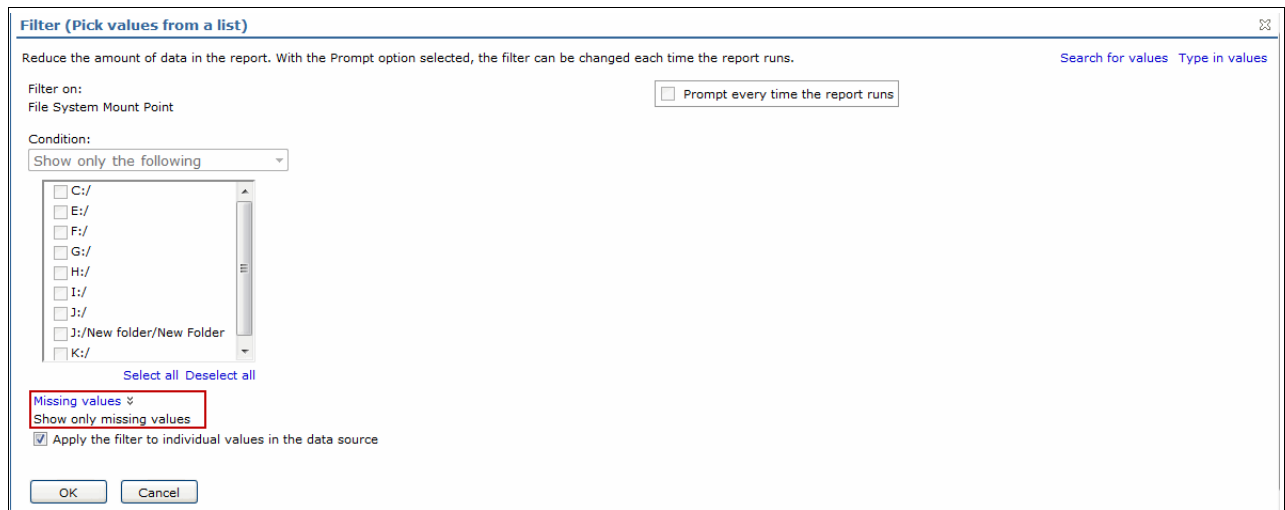 Filter (Pick values from a list)
Reduce the amount of data in the report. With the Prompt option selected, the filter can be changed each time the report runs.
Search for values Type in values
Filter on:
File System Mount Point
Prompt every time the report runs
Condition:
Show only the following
C:/
E:/
F:/
G:/
H:/
I:/
J:/
J:/New folder/New Folder
K:/
Select all Deselect all
Missing values
Show only missing values
Apply the filter to individual values in the data source
OK Cancel